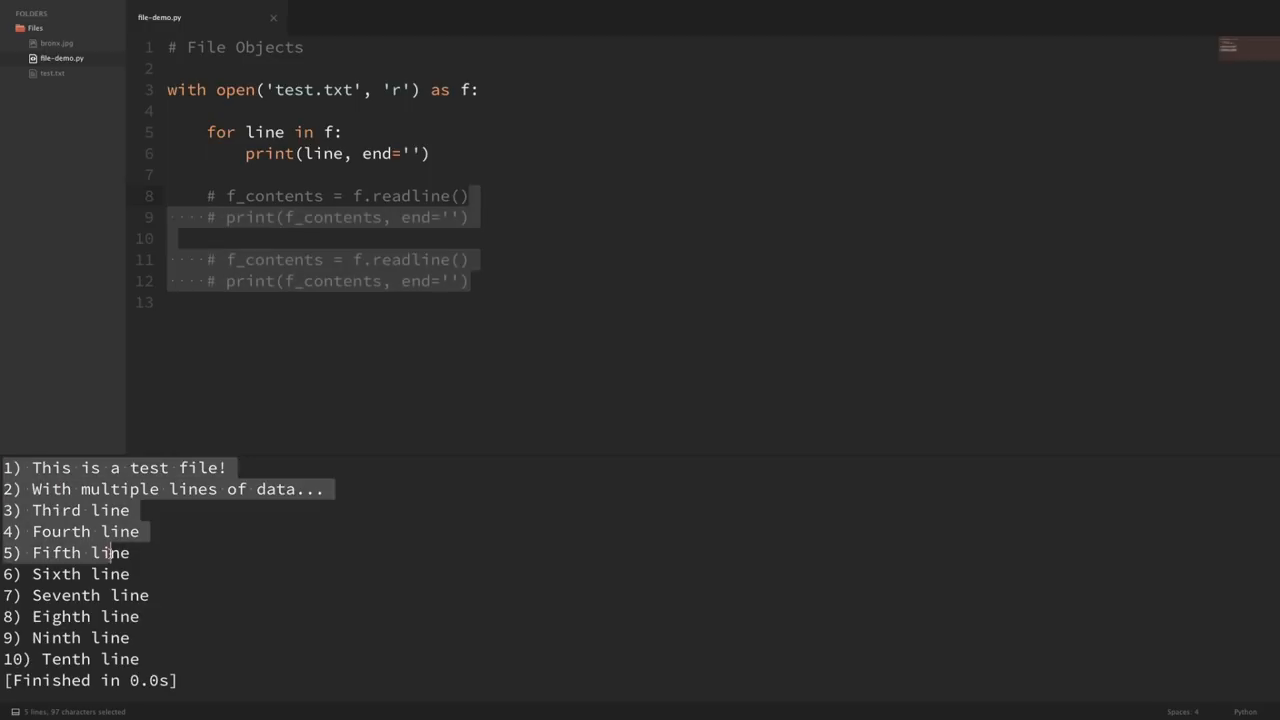 FOLDERS
Files
bronx.jpg
file-demo.py
test.txt
file-demo.py ×
1 # File Objects
2
3 with open('test.txt', 'r') as f:
4
5     for line in f:
6         print(line, end='')
7
8     # f_contents = f.readline()
9 ····# print(f_contents, end='')
10
11 ····# f_contents = f.readline()
12 ····# print(f_contents, end='')
13
1) This is a test file!
2) With multiple lines of data...
3) Third line
4) Fourth line
5) Fifth line
6) Sixth line
7) Seventh line
8) Eighth line
9) Ninth line
10) Tenth line
[Finished in 0.0s]
5 lines, 97 characters selected Spaces: 4 Python